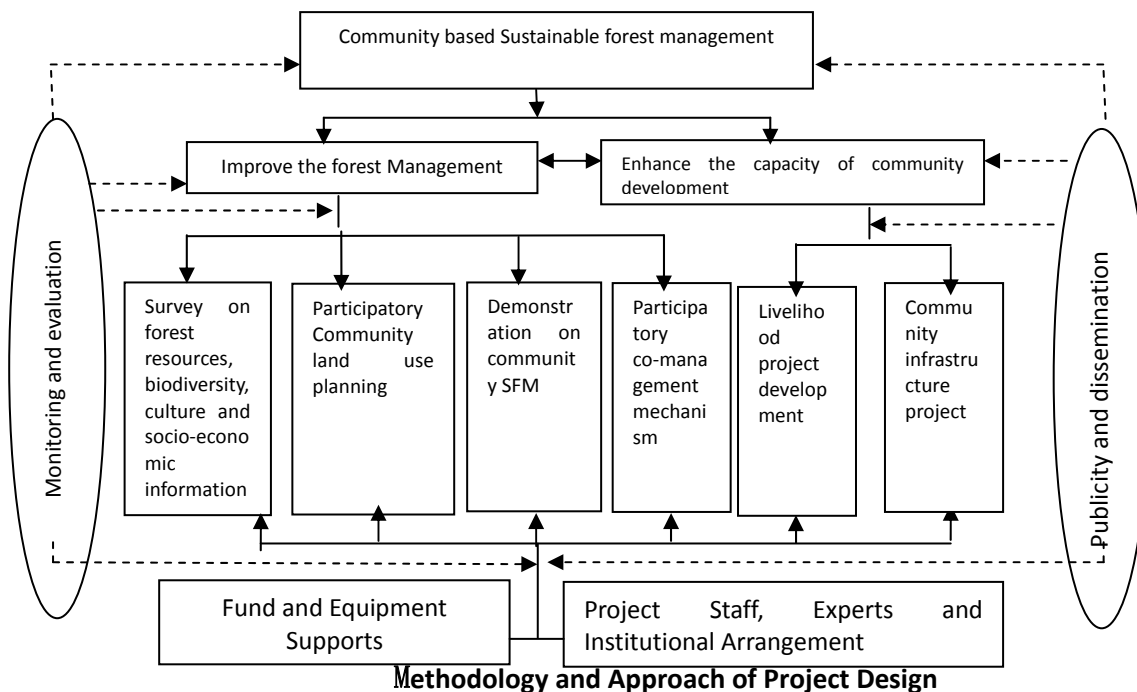 Community based Sustainable forest management
Improve the forest Management
Enhance the capacity of community
development
Monitoring and evaluation
Survey on
forest
resources,
biodiversity,
culture and
socio-econo
mic
information
Participatory
Community
land use
planning
Demonstr
ation on
communit
y SFM
Participa
tory
co-mana
gement
mechani
sm
Liveliho
od
project
develop
ment
Commu
nity
infrastru
cture
project
Publicity and dissemination
Fund and Equipment
Supports
Project Staff, Experts and
Institutional Arrangement
Methodology and Approach of Project Design